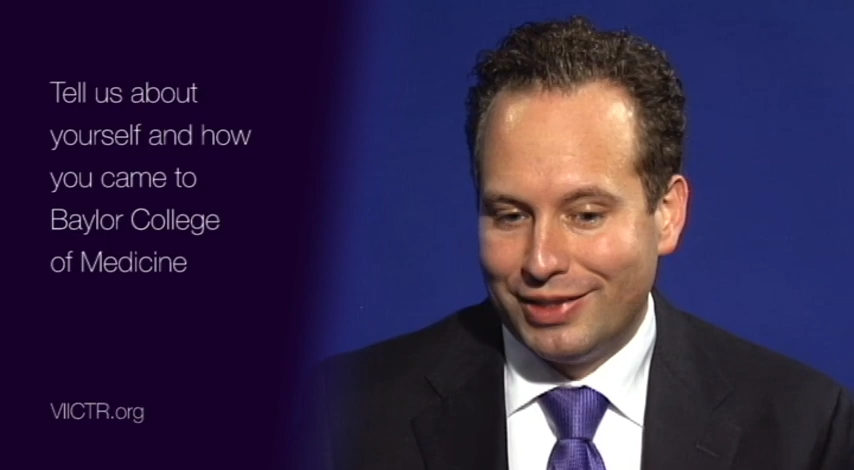 Tell us about
yourself and how
you came to
Baylor College
of Medicine
VIICTR.org